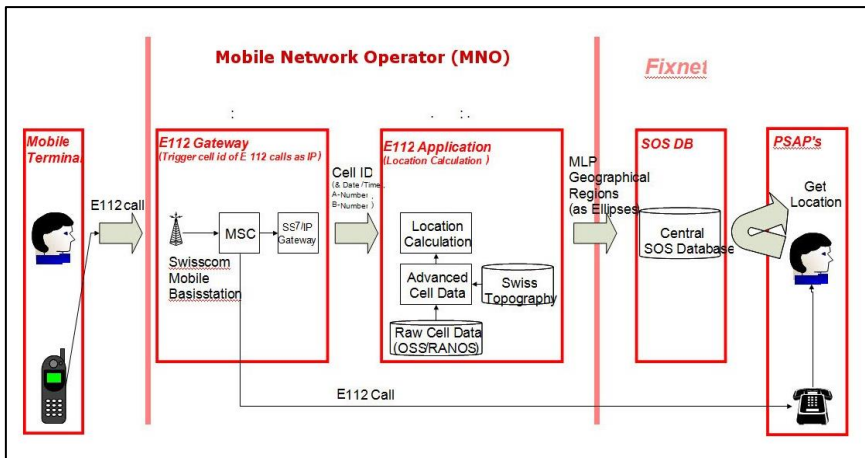 Mobile Network Operator (MNO)
Fixnet
Mobile
Terminal
E112 call
E112 Gateway
(Trigger cell id of E 112 calls as IP)
MSC
SS7/IP
Gateway
Swisscom
Mobile
Basisstation
Cell ID
(& Date /Time,
A-Number,
B-Number)
E112 Application
(Location Calculation )
Location
Calculation
Advanced
Cell Data
Swiss
Topography
Raw Cell Data
(OSS/RANOS)
MLP
Geographical
Regions
(as Ellipses)
SOS DB
Central
SOS Database
PSAP's
Get
Location
E112 Call